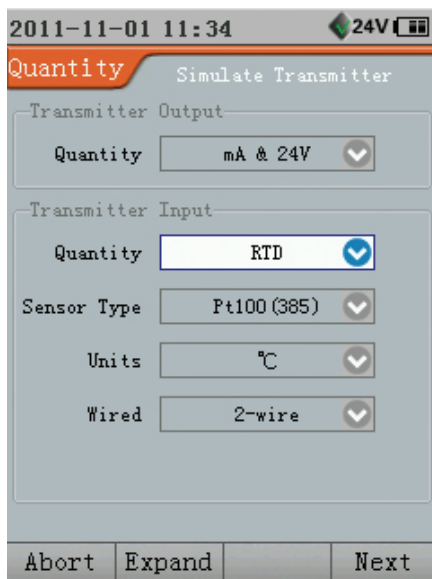 2011-11-01 11:34 24V
Quantity Simulate Transmitter
Transmitter Output
Quantity mA & 24V
Transmitter Input
Quantity RTD
Sensor Type Pt100(385)
Units ℃
Wired 2-wire
Abort Expand Next